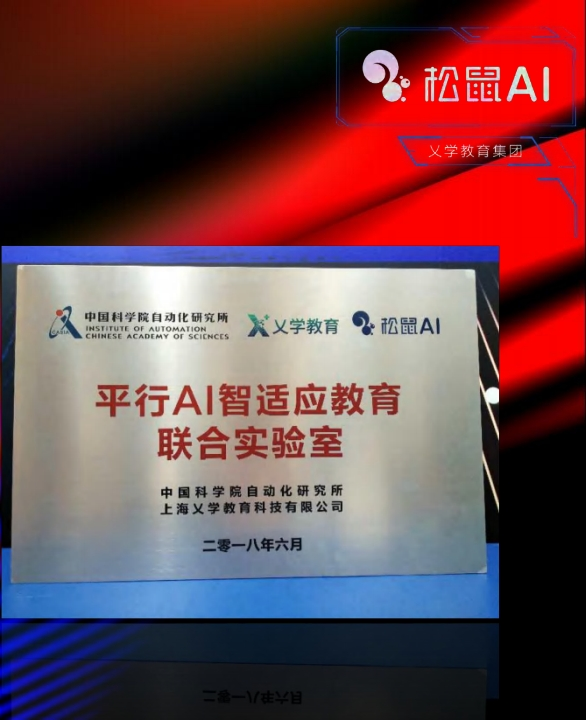 松鼠AI
乂学教育集团
中国科学院自动化研究所
INSTITUTE OF AUTOMATION
CHINESE ACADEMY OF SCIENCES
乂学教育
松鼠AI
平行AI智适应教育
联合实验室
中国科学院自动化研究所
上海乂学教育科技有限公司
二零一八年六月